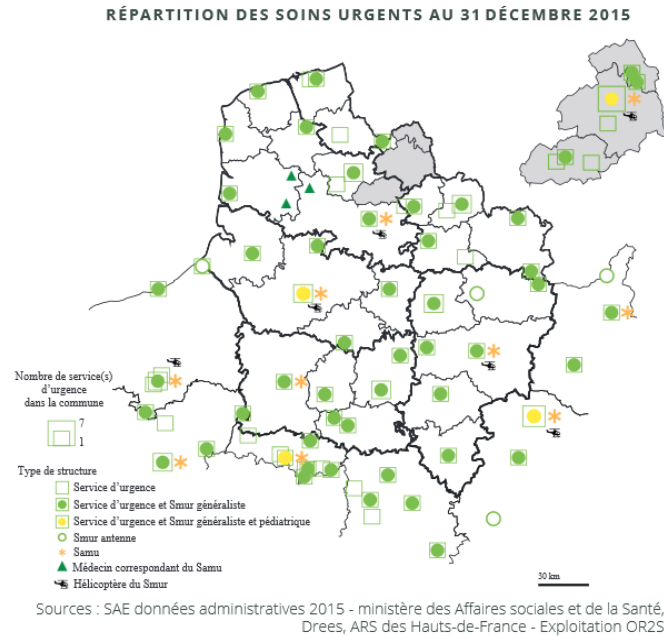 RÉPARTITION DES SOINS URGENTS AU 31 DÉCEMBRE 2015
Nombre de service(s)
d'urgence
dans la commune
7
1
Type de structure
Service d'urgence
Service d'urgence et Smur généraliste
Service d'urgence et Smur généraliste et pédiatrique
Smur antenne
Samu
Médecin correspondant du Samu
Hélicoptère du Smur
30 km
Sources : SAE données administratives 2015 - ministère des Affaires sociales et de la Santé,
Drees, ARS des Hauts-de-France - Exploitation OR2S